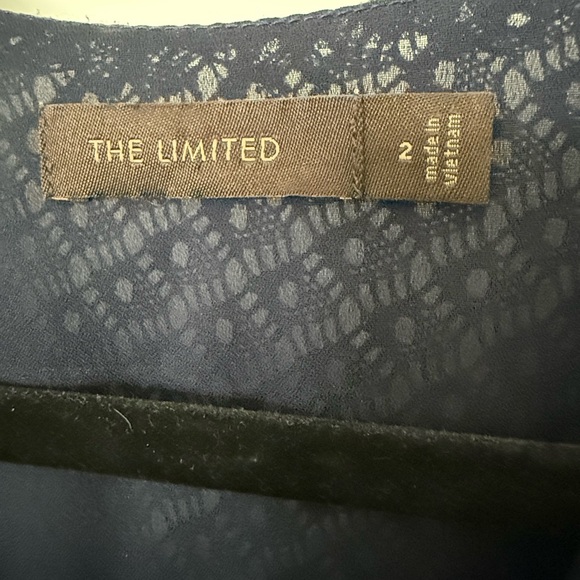 THE LIMITED
2
made in
Vietnam